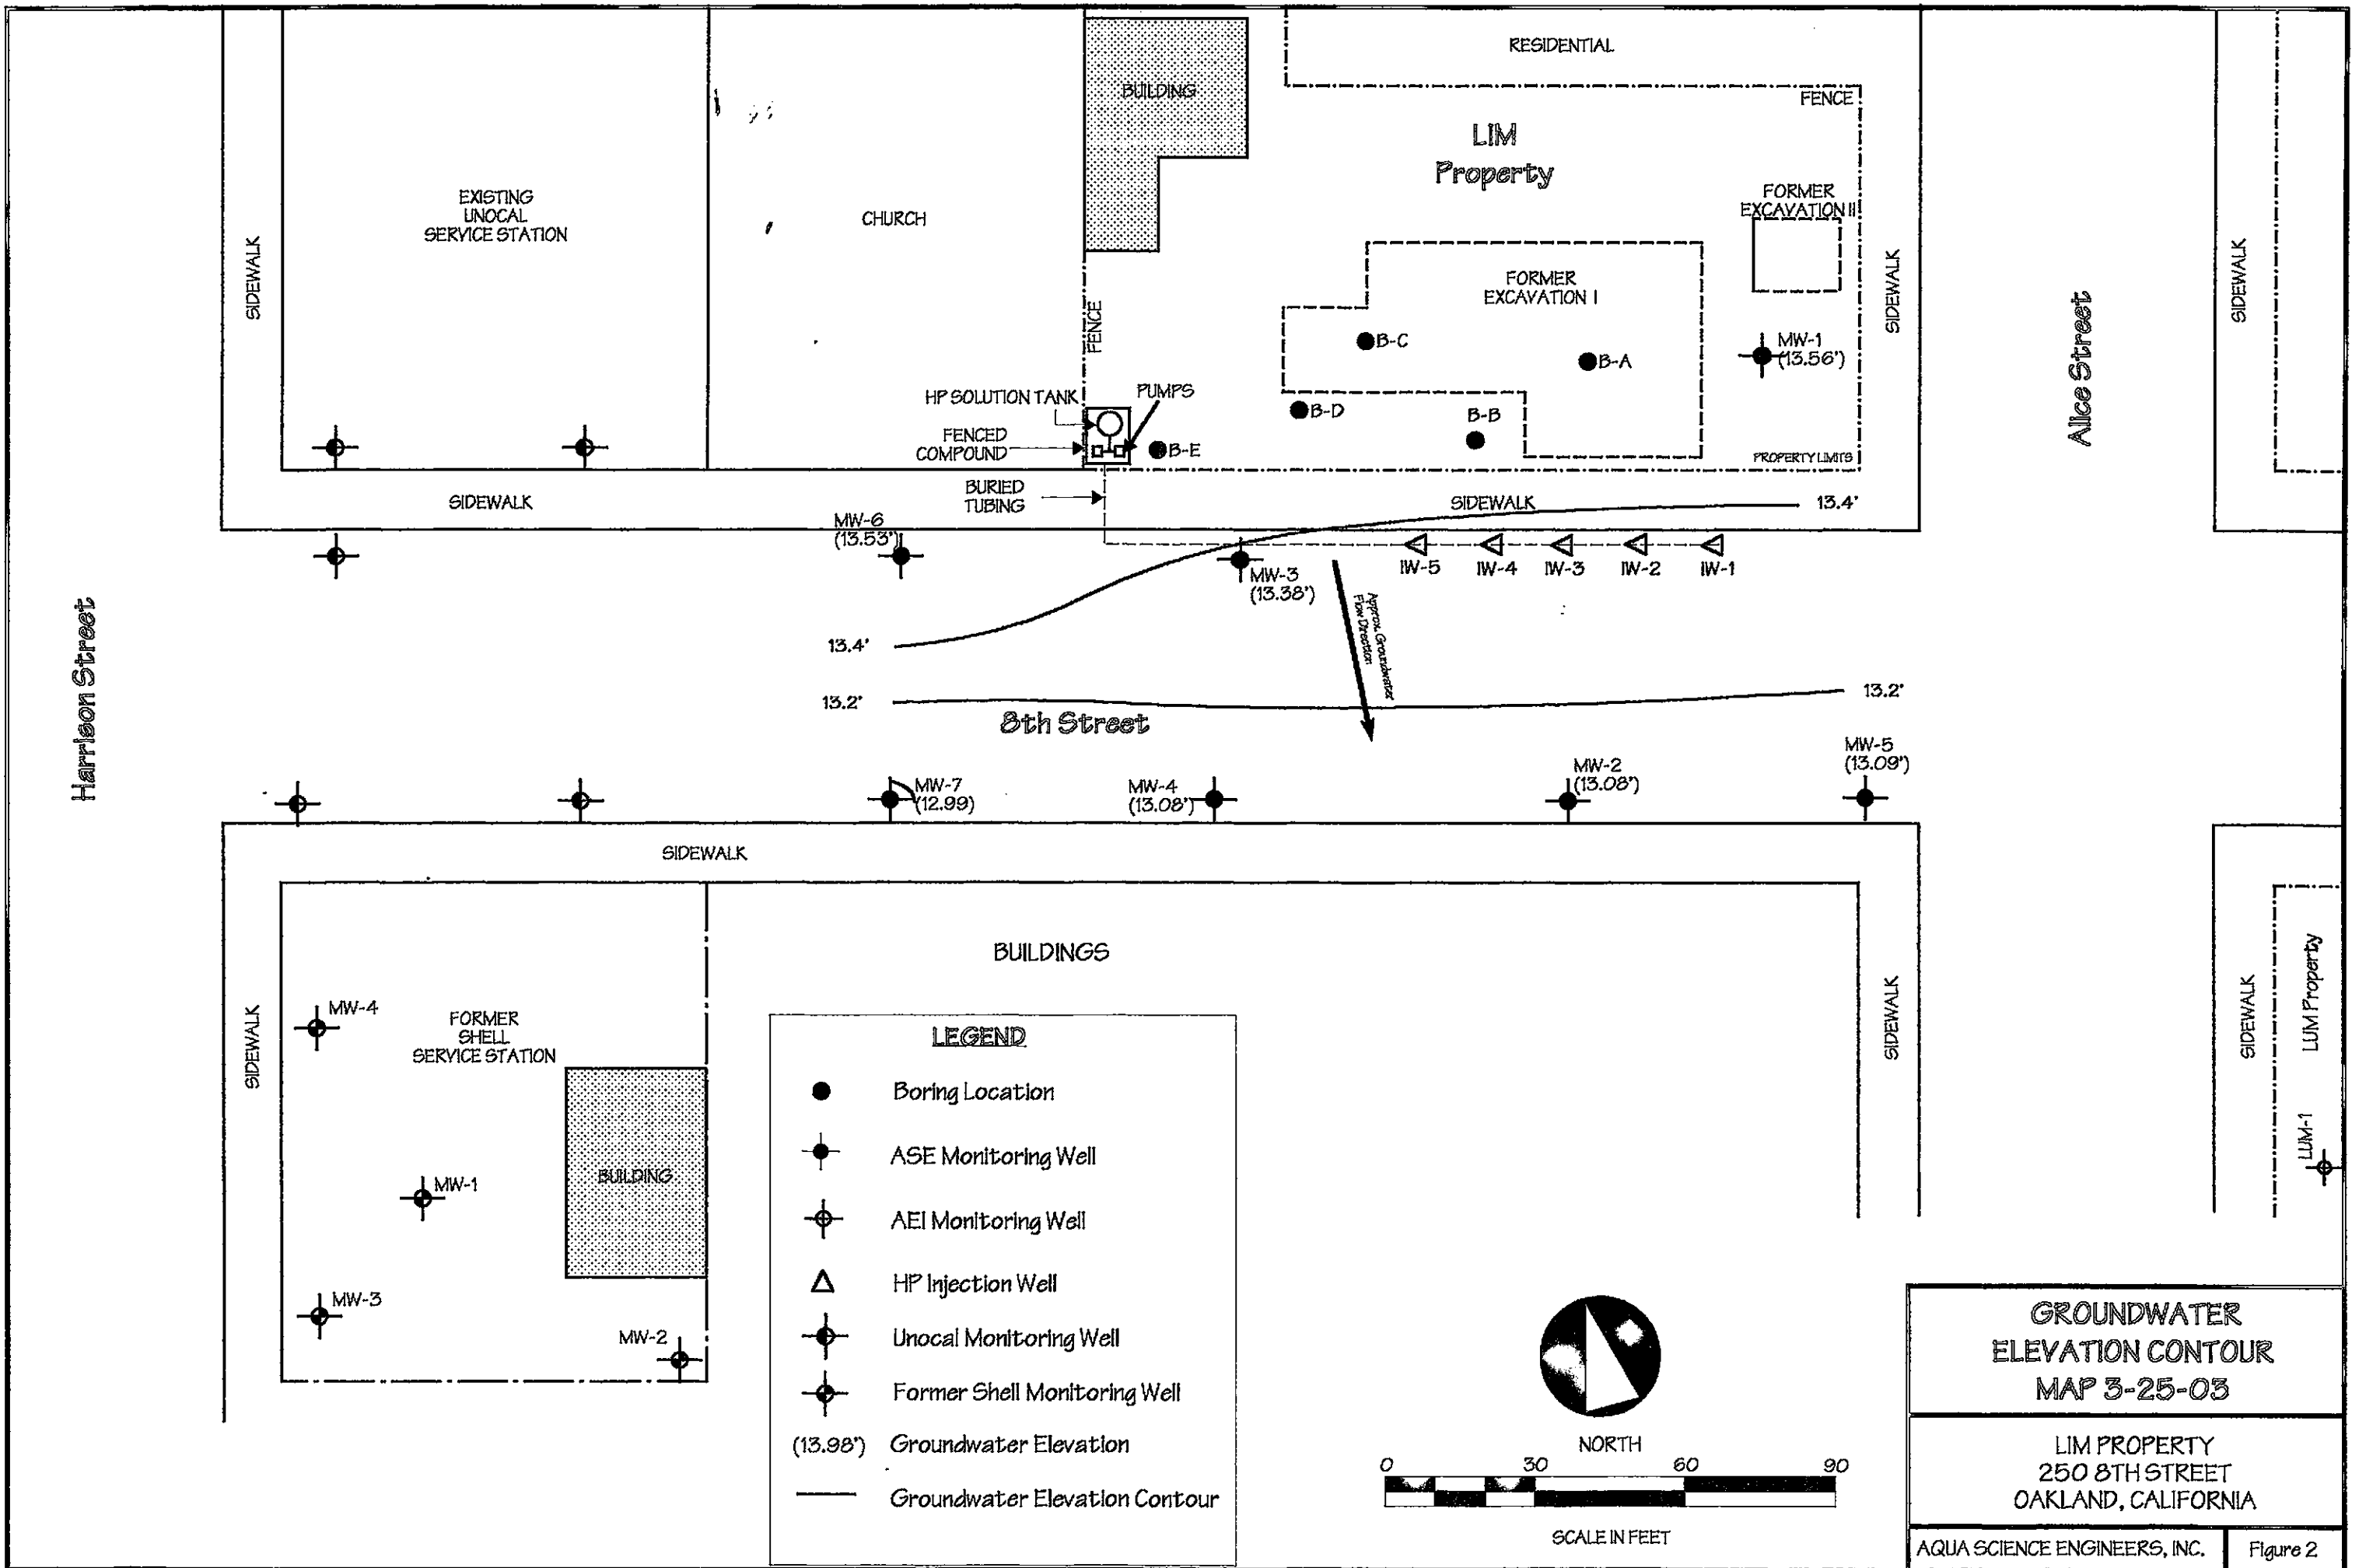 RESIDENTIAL
BUILDING
FENCE
LIM
Property
EXISTING
UNOCAL
SERVICE STATION
CHURCH
FORMER
EXCAVATION II
SIDEWALK
SIDEWALK
SIDEWALK
FORMER
EXCAVATION I
FENCE
Alice Street
B-C
B-A
MW-1
(13.56')
HP SOLUTION TANK
PUMPS
B-D
B-B
FENCED
COMPOUND
B-E
PROPERTY LIMITS
BURIED
TUBING
SIDEWALK
SIDEWALK
13.4'
MW-6
(13.53')
MW-3
(13.38')
IW-5
IW-4
IW-3
IW-2
IW-1
Approx. Groundwater
Flow Direction
Harrison Street
13.4'
13.2'
13.2'
8th Street
MW-7
(12.99)
MW-4
(13.08')
MW-2
(13.08')
MW-5
(13.09')
SIDEWALK
BUILDINGS
SIDEWALK
MW-4
FORMER
SHELL
SERVICE STATION
SIDEWALK
SIDEWALK
LUM Property
LUM-1
MW-1
BUILDING
MW-3
MW-2
LEGEND
Boring Location
ASE Monitoring Well
AEI Monitoring Well
HP Injection Well
Unocal Monitoring Well
Former Shell Monitoring Well
(13.98') Groundwater Elevation
Groundwater Elevation Contour
NORTH
0 30 60 90
SCALE IN FEET
GROUNDWATER
ELEVATION CONTOUR
MAP 3-25-03
LIM PROPERTY
250 8TH STREET
OAKLAND, CALIFORNIA
AQUA SCIENCE ENGINEERS, INC.
Figure 2